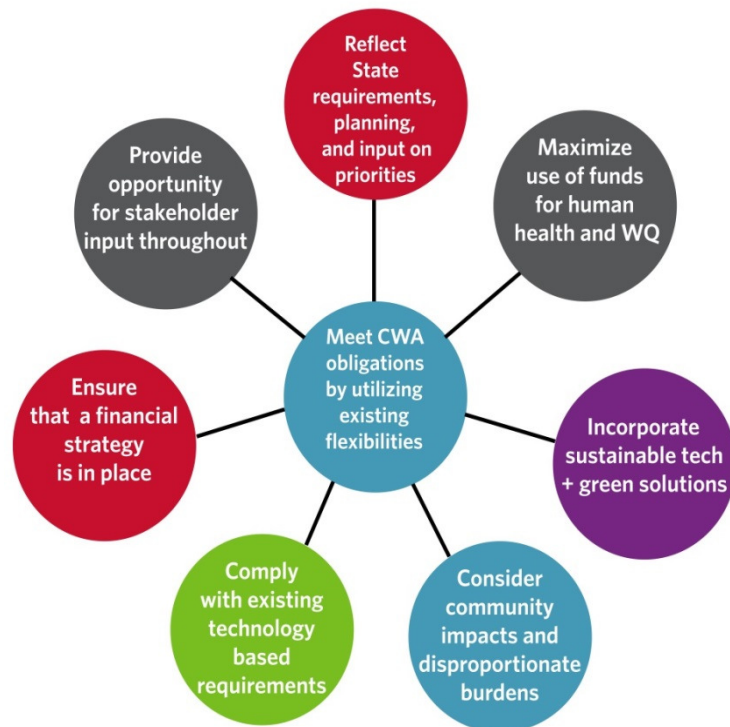 Reflect
State
requirements,
planning,
and input on
priorities
Maximize
use of funds
for human
health and WQ
Incorporate
sustainable tech
+ green solutions
Consider
community
impacts and
disproportionate
burdens
Comply
with existing
technology
based
requirements
Ensure
that a financial
strategy
is in place
Provide
opportunity
for stakeholder
input throughout
Meet CWA
obligations
by utilizing
existing
flexibilities